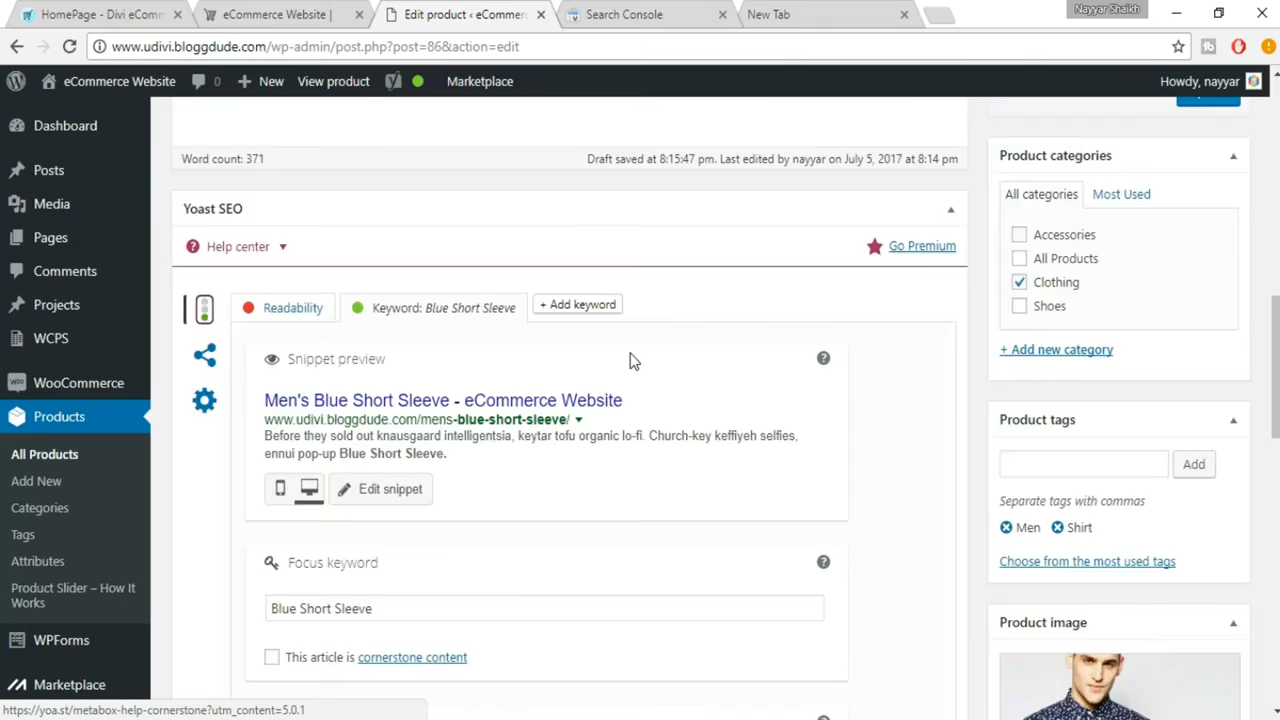 HomePage - Divi eComm
eCommerce Website |
Edit product ‹ eCommerc
Search Console
New Tab
Nayyar Shaikh
www.udivi.bloggdude.com/wp-admin/post.php?post=86&action=edit
eCommerce Website
0
New
View product
Marketplace
Howdy, nayyar
Dashboard
Posts
Media
Pages
Comments
Projects
WCPS
WooCommerce
Products
All Products
Add New
Categories
Tags
Attributes
Product Slider – How It
Works
WPForms
Marketplace
Word count: 371
Draft saved at 8:15:47 pm. Last edited by nayyar on July 5, 2017 at 8:14 pm
Yoast SEO
Help center
Go Premium
Readability
Keyword: Blue Short Sleeve
+ Add keyword
Snippet preview
Men's Blue Short Sleeve - eCommerce Website
www.udivi.bloggdude.com/mens-blue-short-sleeve/
Before they sold out knausgaard intelligentsia, keytar tofu organic lo-fi. Church-key keffiyeh selfies,
ennui pop-up Blue Short Sleeve.
Edit snippet
Focus keyword
Blue Short Sleeve
This article is cornerstone content
Product categories
All categories
Most Used
Accessories
All Products
Clothing
Shoes
+ Add new category
Product tags
Add
Separate tags with commas
Men
Shirt
Choose from the most used tags
Product image
https://yoa.st/metabox-help-cornerstone?utm_content=5.0.1